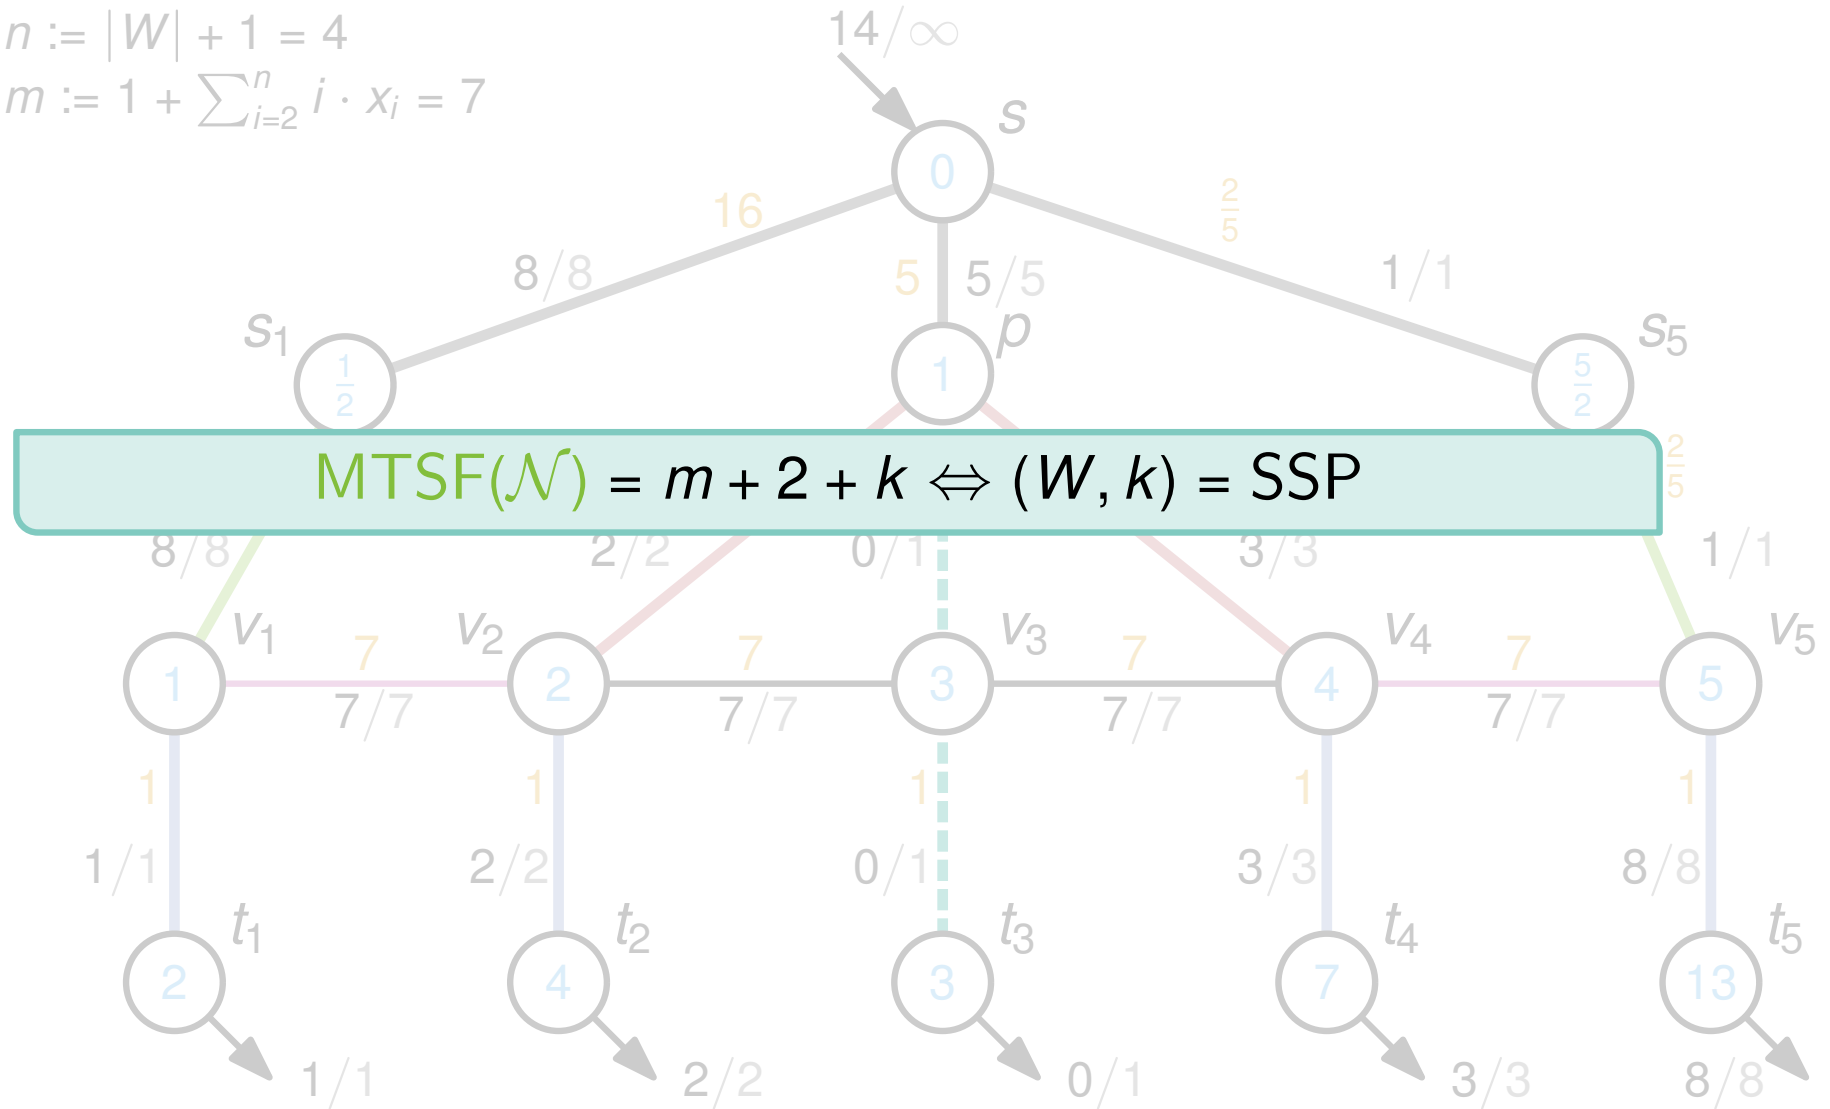 n := |W| + 1 = 4
m := 1 + ∑ⁿᵢ₌₂ i · xᵢ = 7
14/∞
s
0
16
2/5
5
5/5
8/8
1/1
s₁
p
s₅
1/2
1
5/2
MTSF(𝒩) = m + 2 + k ⇔ (W, k) = SSP
2/5
8/8
2/2
0/1
3/3
1/1
v₁
v₂
v₃
v₄
v₅
7
7
7
7
1
2
3
4
5
7/7
7/7
7/7
7/7
1
1
1
1
1
1/1
2/2
0/1
3/3
8/8
t₁
t₂
t₃
t₄
t₅
2
4
3
7
13
1/1
2/2
0/1
3/3
8/8